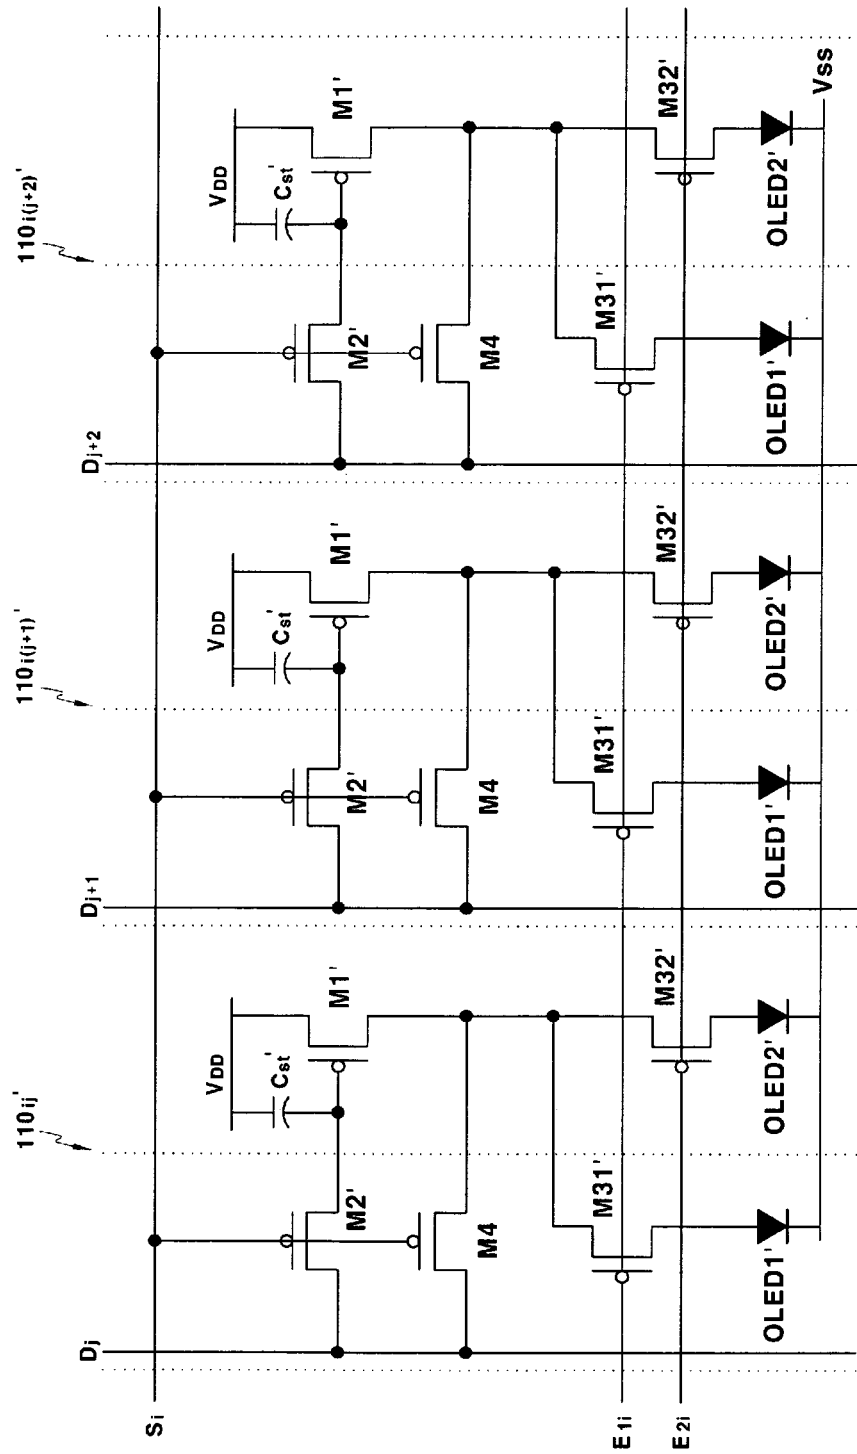 110ij' 110i(j+1)' 110i(j+2)'
Dj Dj+1 Dj+2
Si
VDD VDD VDD
Cst' Cst' Cst'
M2' M1' M2' M1' M2' M1'
M4 M4 M4
M31' M31' M31'
E1i
M32' M32' M32'
E2i
OLED1' OLED2' OLED1' OLED2' OLED1' OLED2'
Vss